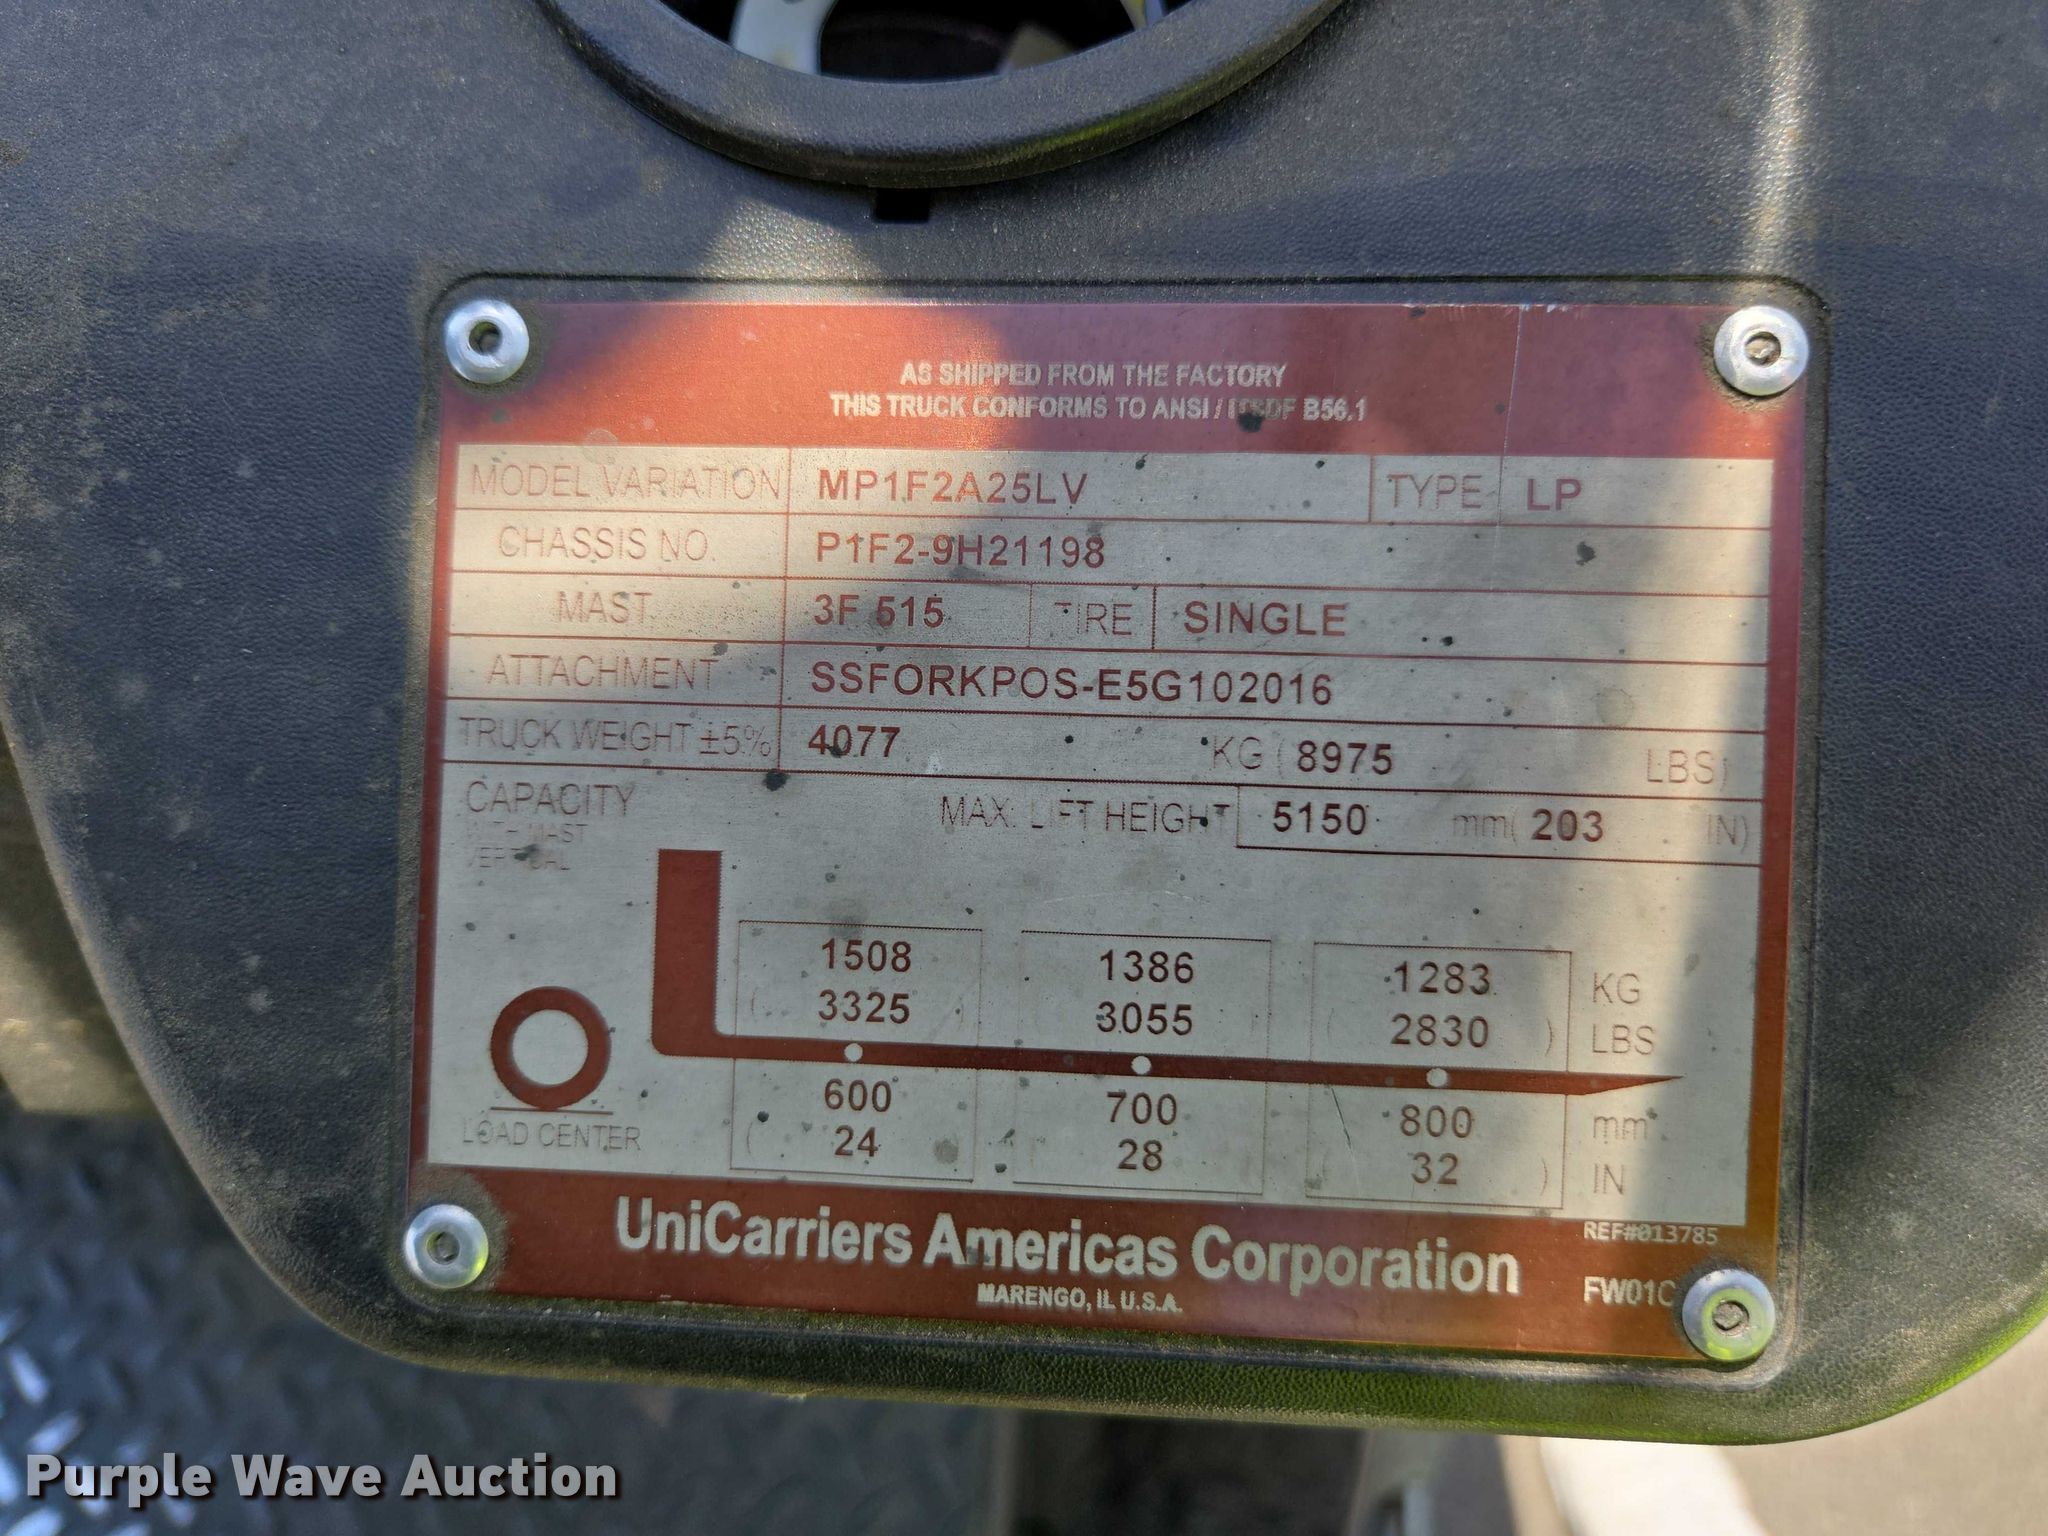 AS SHIPPED FROM THE FACTORY
THIS TRUCK CONFORMS TO ANSI / ITSDF B56.1
MODEL VARIATION MP1F2A25LV TYPE LP
CHASSIS NO. P1F2-9H21198
MAST 3F 515 TIRE SINGLE
ATTACHMENT SSFORKPOS-E5G102016
TRUCK WEIGHT ±5% 4077 KG ( 8975 LBS)
CAPACITY MAX. LIFT HEIGHT 5150 mm( 203 IN)
WITH MAST
VERTICAL
1508 1386 1283 KG
( 3325 ) ( 3055 ) ( 2830 ) LBS
600 700 800 mm
LOAD CENTER ( 24 ) ( 28 ) ( 32 ) IN
UniCarriers Americas Corporation
REF#013785
MARENGO, IL U.S.A.
FW01C
Purple Wave Auction